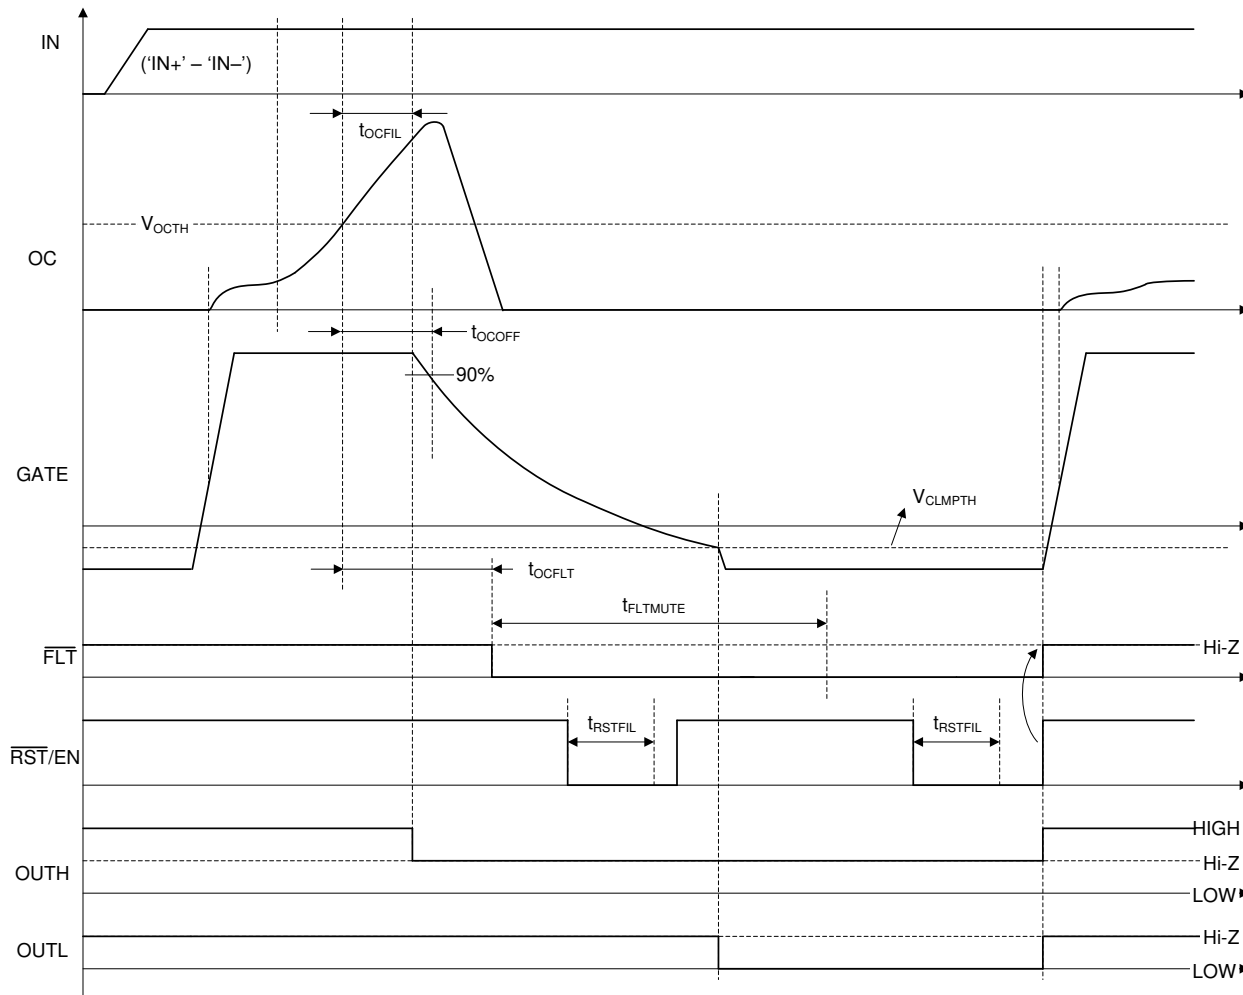 IN
('IN+' – 'IN–')
tOCFIL
VOCTH
OC
tOCOFF
90%
GATE
VCLMPTH
tOCFLT
tFLTMUTE
FLT
Hi-Z
tRSTFIL
tRSTFIL
RST/EN
HIGH
OUTH
Hi-Z
LOW
OUTL
Hi-Z
LOW